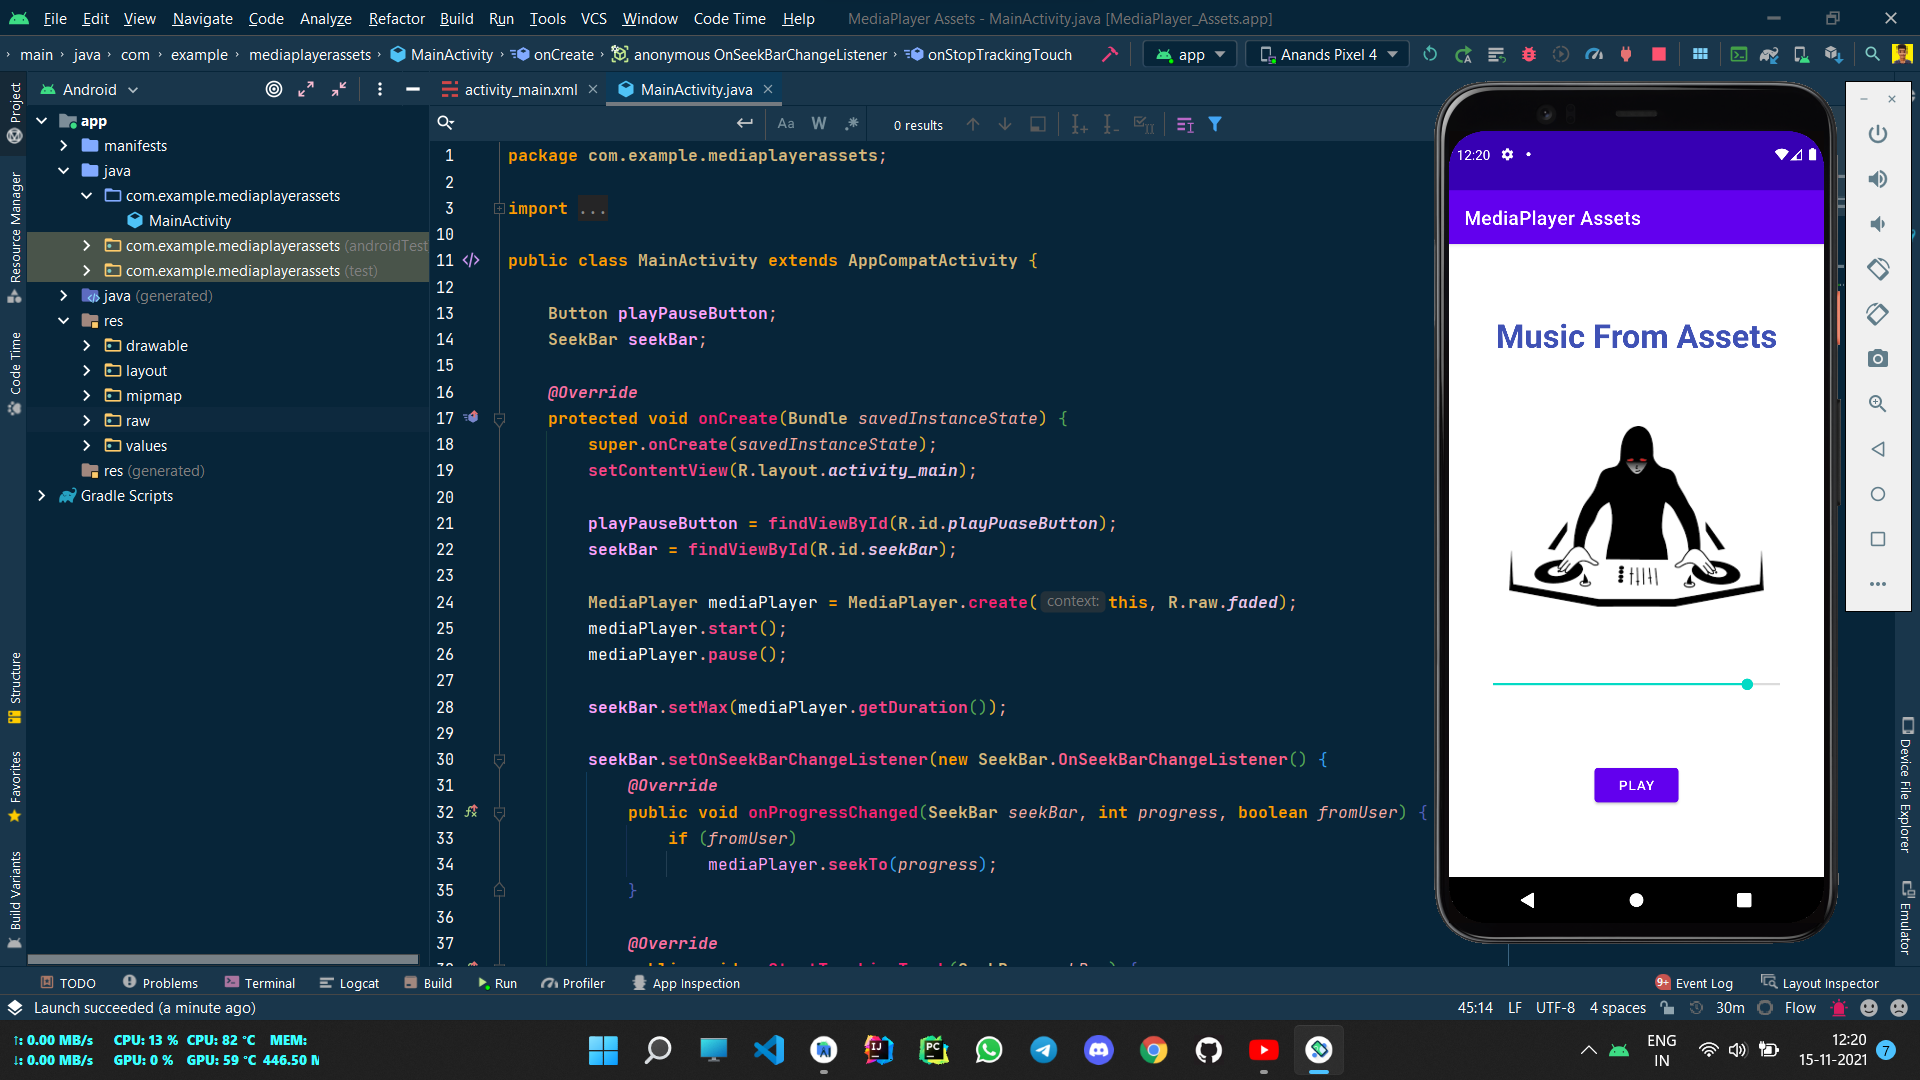 File Edit View Navigate Code Analyze Refactor Build Run Tools VCS Window Code Time Help MediaPlayer Assets - MainActivity.java [MediaPlayer_Assets.app]
main java com example mediaplayerassets MainActivity onCreate anonymous OnSeekBarChangeListener onStopTrackingTouch app Anands Pixel 4
Android
activity_main.xml
MainActivity.java
Project
Resource Manager
Code Time
Structure
Favorites
Build Variants
app
manifests
java
com.example.mediaplayerassets
MainActivity
com.example.mediaplayerassets (androidTest
com.example.mediaplayerassets (test)
java (generated)
res
drawable
layout
mipmap
raw
values
res (generated)
Gradle Scripts
Aa W .* 0 results
1 package com.example.mediaplayerassets;
2
3 import ...
10
11 public class MainActivity extends AppCompatActivity {
12
13 Button playPauseButton;
14 SeekBar seekBar;
15
16 @Override
17 protected void onCreate(Bundle savedInstanceState) {
18 super.onCreate(savedInstanceState);
19 setContentView(R.layout.activity_main);
20
21 playPauseButton = findViewById(R.id.playPuaseButton);
22 seekBar = findViewById(R.id.seekBar);
23
24 MediaPlayer mediaPlayer = MediaPlayer.create( context: this, R.raw.faded);
25 mediaPlayer.start();
26 mediaPlayer.pause();
27
28 seekBar.setMax(mediaPlayer.getDuration());
29
30 seekBar.setOnSeekBarChangeListener(new SeekBar.OnSeekBarChangeListener() {
31 @Override
32 public void onProgressChanged(SeekBar seekBar, int progress, boolean fromUser) {
33 if (fromUser)
34 mediaPlayer.seekTo(progress);
35 }
36
37 @Override
12:20
MediaPlayer Assets
Music From Assets
PLAY
Device File Explorer
Emulator
TODO Problems Terminal Logcat Build Run Profiler App Inspection 9+ Event Log Layout Inspector
Launch succeeded (a minute ago) 45:14 LF UTF-8 4 spaces 30m Flow
↑: 0.00 MB/s CPU: 13 % CPU: 82 °C MEM:
↓: 0.00 MB/s GPU: 0 % GPU: 59 °C 446.50 M
IJ
PC
ENG
IN
12:20
15-11-2021
7